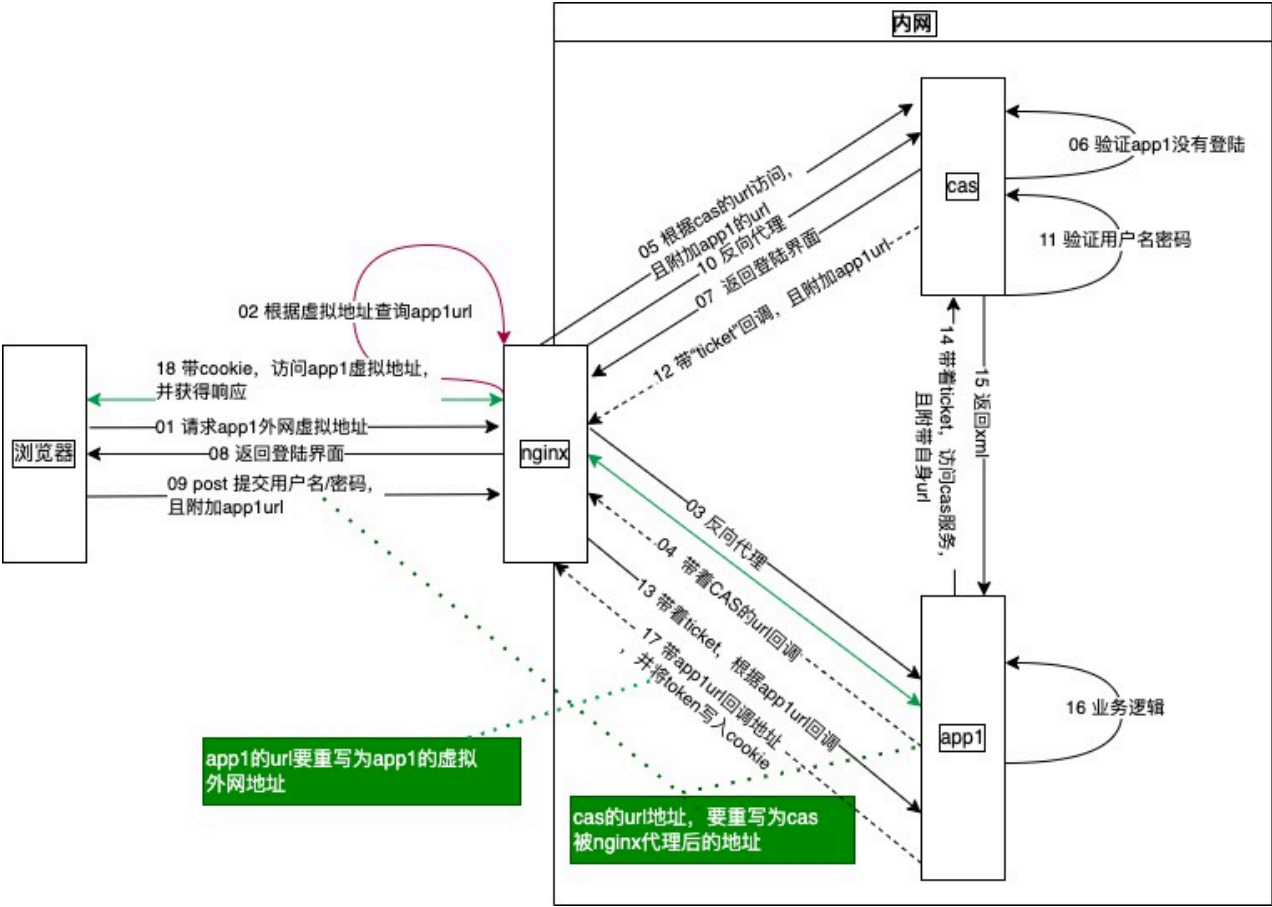 内网
05 根据cas的url访问，
且附加app1的url
10 反向代理
07 返回登陆界面
12 带“ticket”回调，且附加app1url
cas
06 验证app1没有登陆
11 验证用户名密码
02 根据虚拟地址查询app1url
18 带cookie，访问app1虚拟地址，
并获得响应
01 请求app1外网虚拟地址
08 返回登陆界面
09 post 提交用户名/密码，
且附加app1url
浏览器
nginx
14 带着ticket，访问cas服务，
且附带自身url
15 返回xml
03 反向代理
04 带着CAS的url回调
13 带着ticket，根据app1url回调
17 带app1url回调地址
，并将token写入cookie
app1
16 业务逻辑
app1的url要重写为app1的虚拟
外网地址
cas的url地址，要重写为cas
被nginx代理后的地址